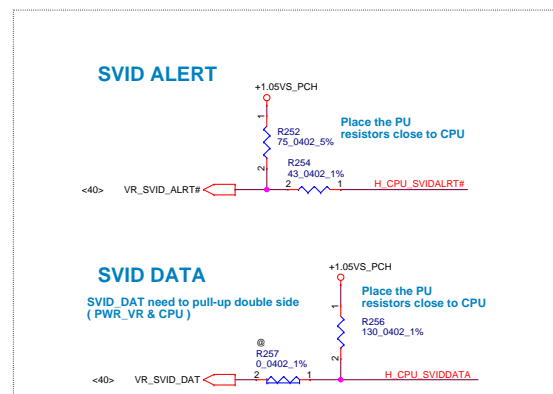 SVID ALERT
+1.05VS_PCH
Place the PU
resistors close to CPU
1
R252
75_0402_5%
2
R254
43_0402_1%
<40> VR_SVID_ALRT# 2 1 H_CPU_SVIDALRT#
SVID DATA
+1.05VS_PCH
SVID_DAT need to pull-up double side
( PWR_VR & CPU )
Place the PU
resistors close to CPU
1
R256
130_0402_1%
2
@
R257
0_0402_1%
<40> VR_SVID_DAT 2 1 H_CPU_SVIDDATA